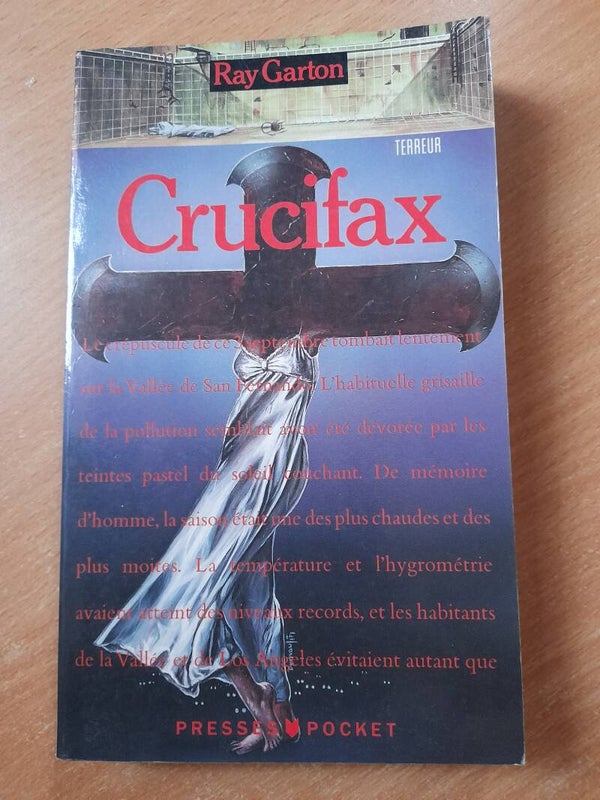 Ray Garton
TERREUR
Crucifax
Le crépuscule de ce septembre tombait lentement
sur la Vallée de San Fernando. L'habituelle grisaille
de la pollution semblait avoir été dévorée par les
teintes pastel du soleil couchant. De mémoire
d'homme, la saison était une des plus chaudes et des
plus moites. La température et l'hygrométrie
avaient atteint des niveaux records, et les habitants
de la Vallée et de Los Angeles évitaient autant que
PRESSES POCKET